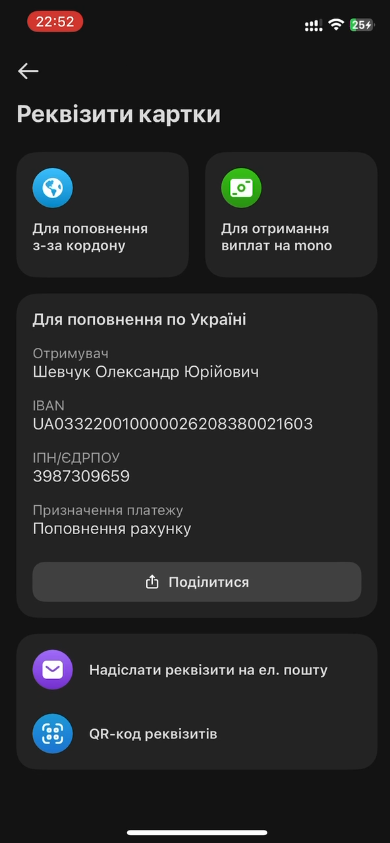 22:52
25
Реквізити картки
Для поповнення
з-за кордону
Для отримання
виплат на mono
Для поповнення по Україні
Отримувач
Шевчук Олександр Юрійович
IBAN
UA033220010000026208380021603
ІПН/ЄДРПОУ
3987309659
Призначення платежу
Поповнення рахунку
Поділитися
Надіслати реквізити на ел. пошту
QR-код реквізитів